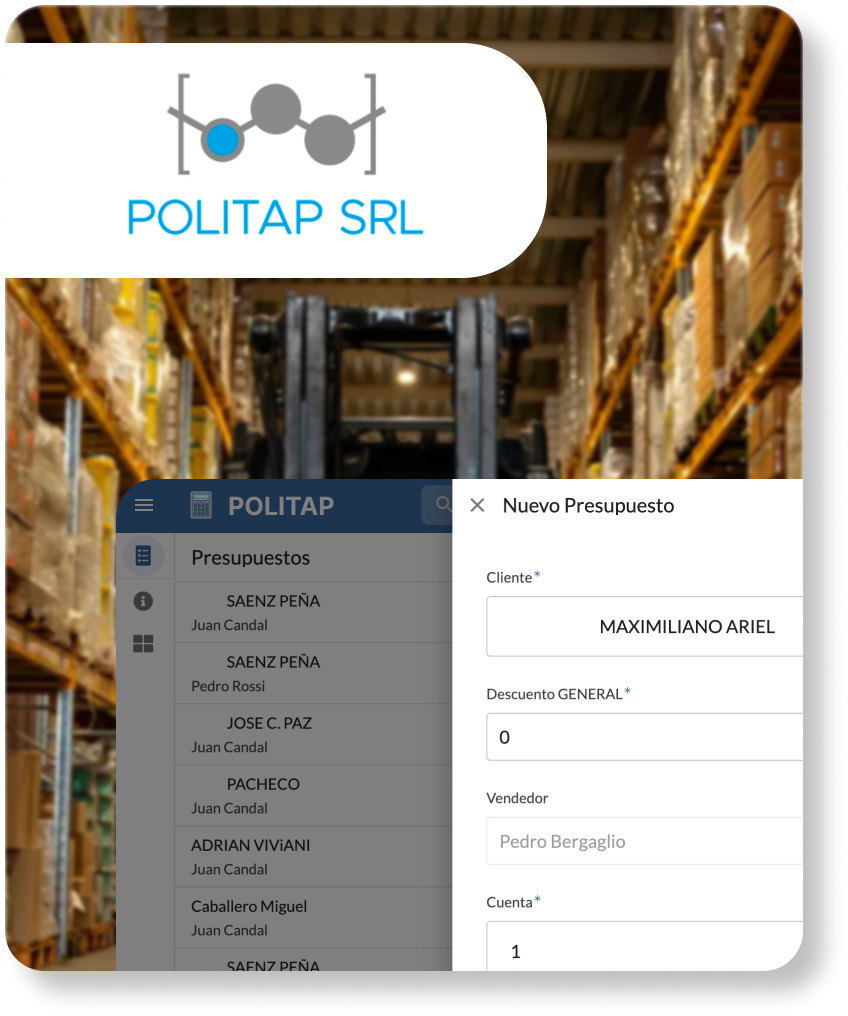 POLITAP SRL
POLITAP
Presupuestos
SAENZ PEÑA
Juan Candal
SAENZ PEÑA
Pedro Rossi
JOSE C. PAZ
Juan Candal
PACHECO
Juan Candal
ADRIAN VIViANI
Juan Candal
Caballero Miguel
Juan Candal
SAENZ PEÑA
Nuevo Presupuesto
Cliente*
MAXIMILIANO ARIEL
Descuento GENERAL*
0
Vendedor
Pedro Bergaglio
Cuenta*
1